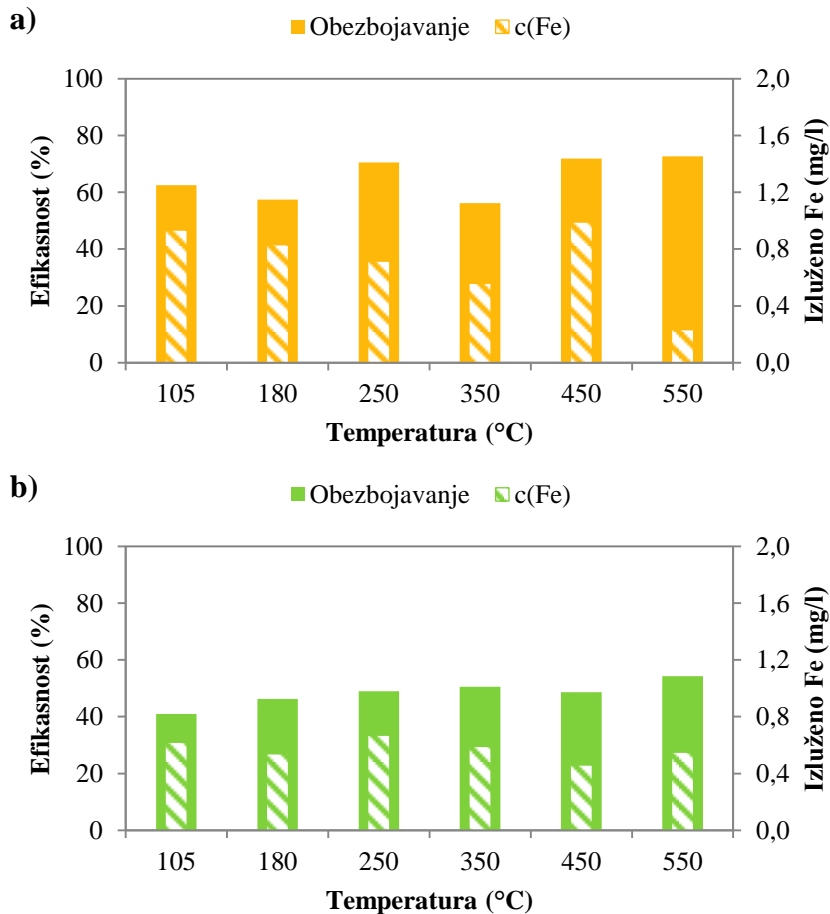 a)
Obezbojavanje c(Fe)
Efikasnost (%)
100
80
60
40
20
0
2,0
1,6
1,2
0,8
0,4
0,0
Izluženo Fe (mg/l)
105 180 250 350 450 550
Temperatura (°C)
b)
Obezbojavanje c(Fe)
Efikasnost (%)
100
80
60
40
20
0
2,0
1,6
1,2
0,8
0,4
0,0
Izluženo Fe (mg/l)
105 180 250 350 450 550
Temperatura (°C)